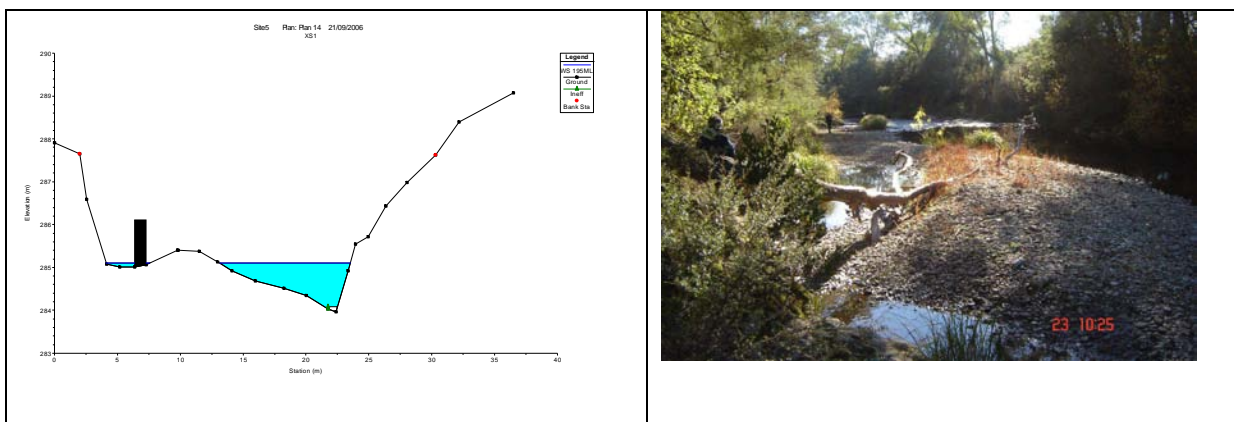 Site5 Plan: Plan 14 21/09/2006
XS1
Legend
WS 195ML
Ground
Ineff
Bank Sta
290
289
288
287
286
285
284
283
Elevation (m)
0 5 10 15 20 25 30 35 40
Station (m)
23 10:25